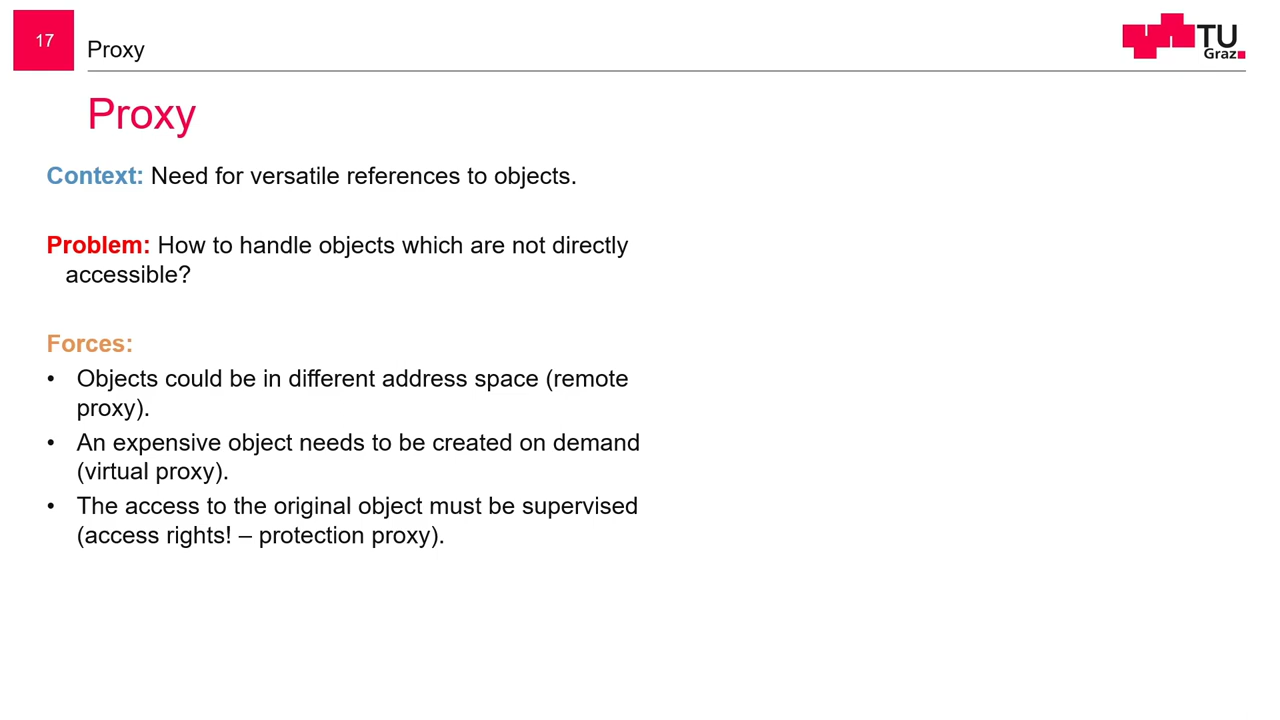 17
Proxy
TU
Graz
Proxy
Context: Need for versatile references to objects.
Problem: How to handle objects which are not directly
accessible?
Forces:
• Objects could be in different address space (remote
proxy).
• An expensive object needs to be created on demand
(virtual proxy).
• The access to the original object must be supervised
(access rights! – protection proxy).